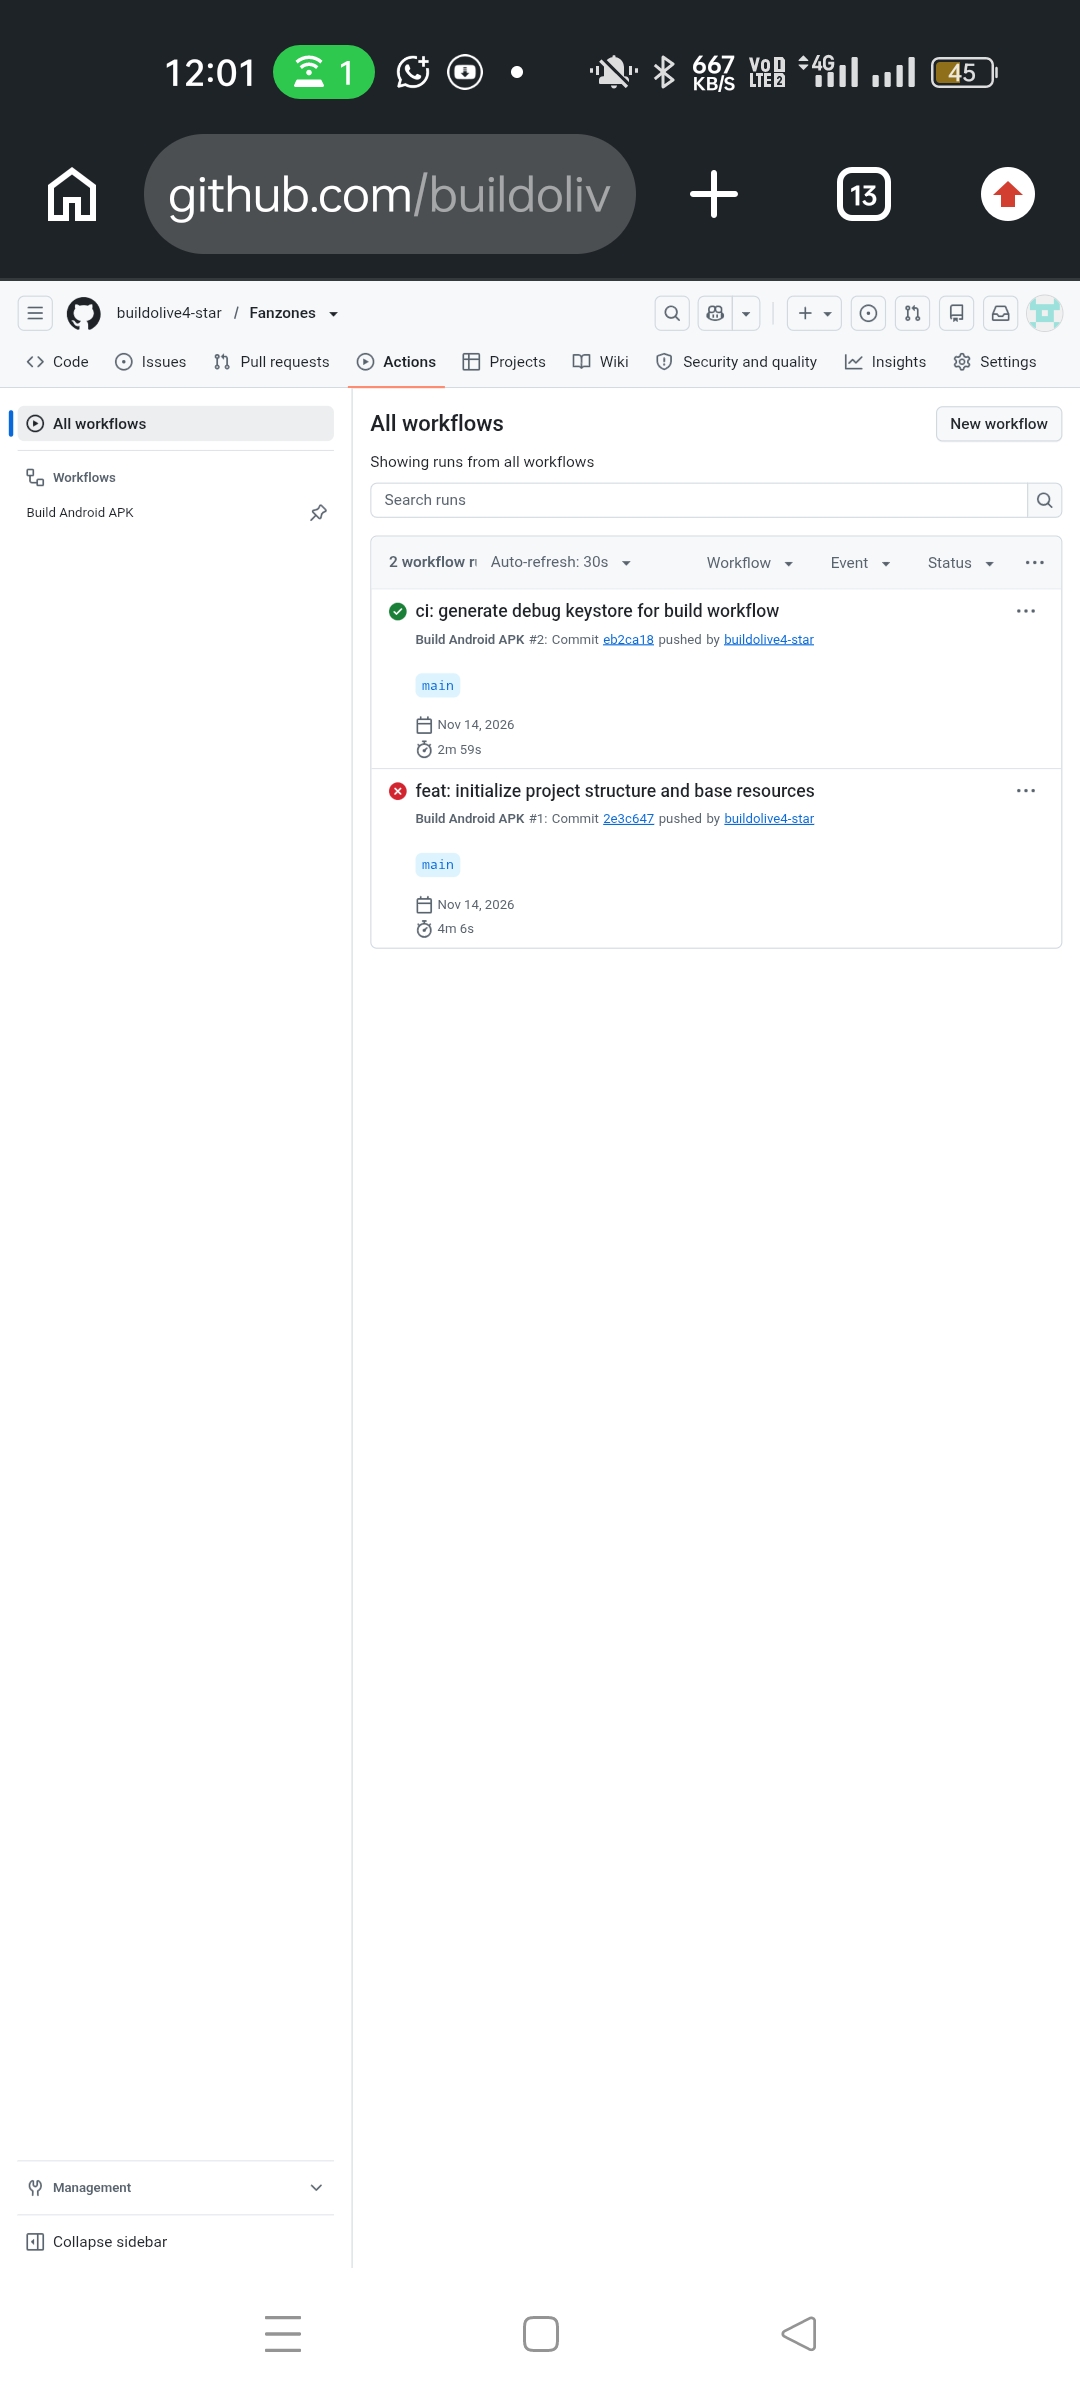 12:01
1
667
KB/S
Vo 1
LTE 2
4G
45
github.com/buildoliv
13
buildolive4-star / Fanzones
Code
Issues
Pull requests
Actions
Projects
Wiki
Security and quality
Insights
Settings
All workflows
Workflows
Build Android APK
All workflows
New workflow
Showing runs from all workflows
Search runs
2 workflow
Auto-refresh: 30s
Workflow
Event
Status
ci: generate debug keystore for build workflow
Build Android APK #2: Commit eb2ca18 pushed by buildolive4-star
main
Nov 14, 2026
2m 59s
feat: initialize project structure and base resources
Build Android APK #1: Commit 2e3c647 pushed by buildolive4-star
main
Nov 14, 2026
4m 6s
Management
Collapse sidebar